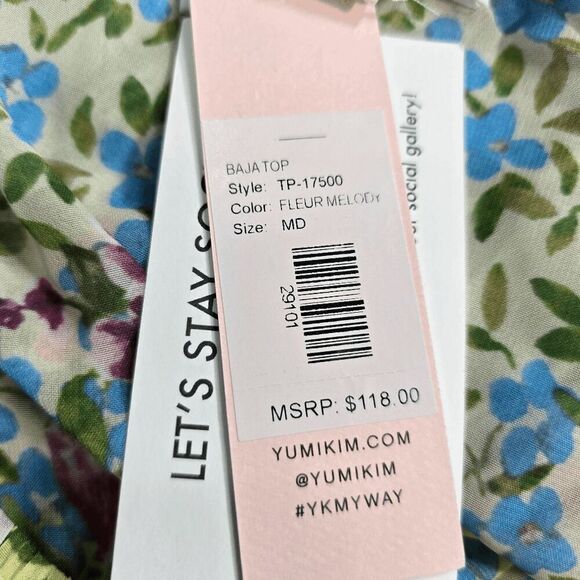 BAJA TOP
Style: TP-17500
Color: FLEUR MELODY
Size: MD
29101
MSRP: $118.00
YUMIKIM.COM
@YUMIKIM
#YKMYWAY
LET'S STAY
social gallery!